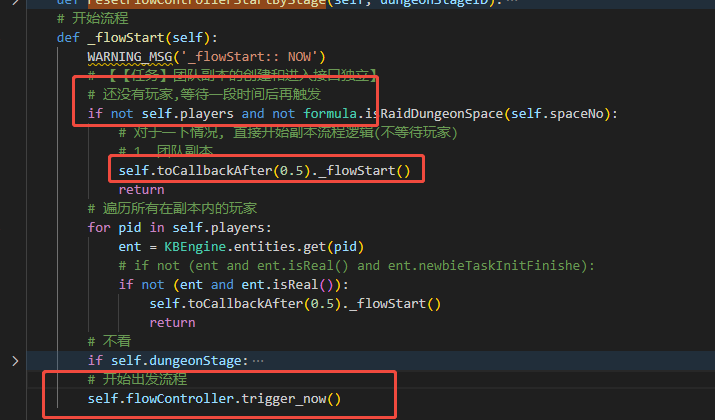 def resetFlowControllerStartByStage(self, dungeonStageID): ⋯
# 开始流程
def _flowStart(self):
WARNING_MSG('_flowStart:: NOW')
# 【【任务】团队副本的创建和进入接口独立】
# 还没有玩家,等待一段时间后再触发
if not self.players and not formula.isRaidDungeonSpace(self.spaceNo):
# 对于一下情况, 直接开始副本流程逻辑(不等待玩家)
# 1. 团队副本
self.toCallbackAfter(0.5)._flowStart()
return
# 遍历所有在副本内的玩家
for pid in self.players:
ent = KBEngine.entities.get(pid)
# if not (ent and ent.isReal() and ent.newbieTaskInitFinishe):
if not (ent and ent.isReal()):
self.toCallbackAfter(0.5)._flowStart()
return
# 不看
if self.dungeonStage: ⋯
# 开始出发流程
self.flowController.trigger_now()